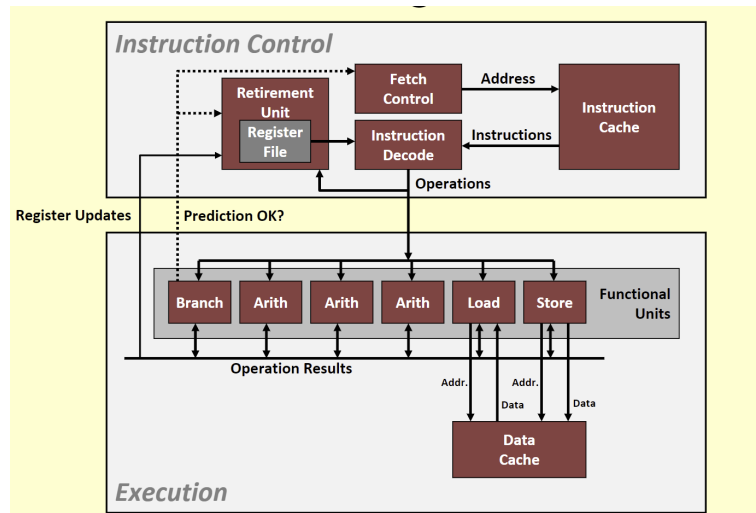 Instruction Control
Retirement
Unit
Register
File
Fetch
Control
Address
Instruction
Cache
Instruction
Decode
Instructions
Operations
Register Updates
Prediction OK?
Branch
Arith
Arith
Arith
Load
Store
Functional
Units
Operation Results
Addr.
Data
Addr.
Data
Data
Cache
Execution